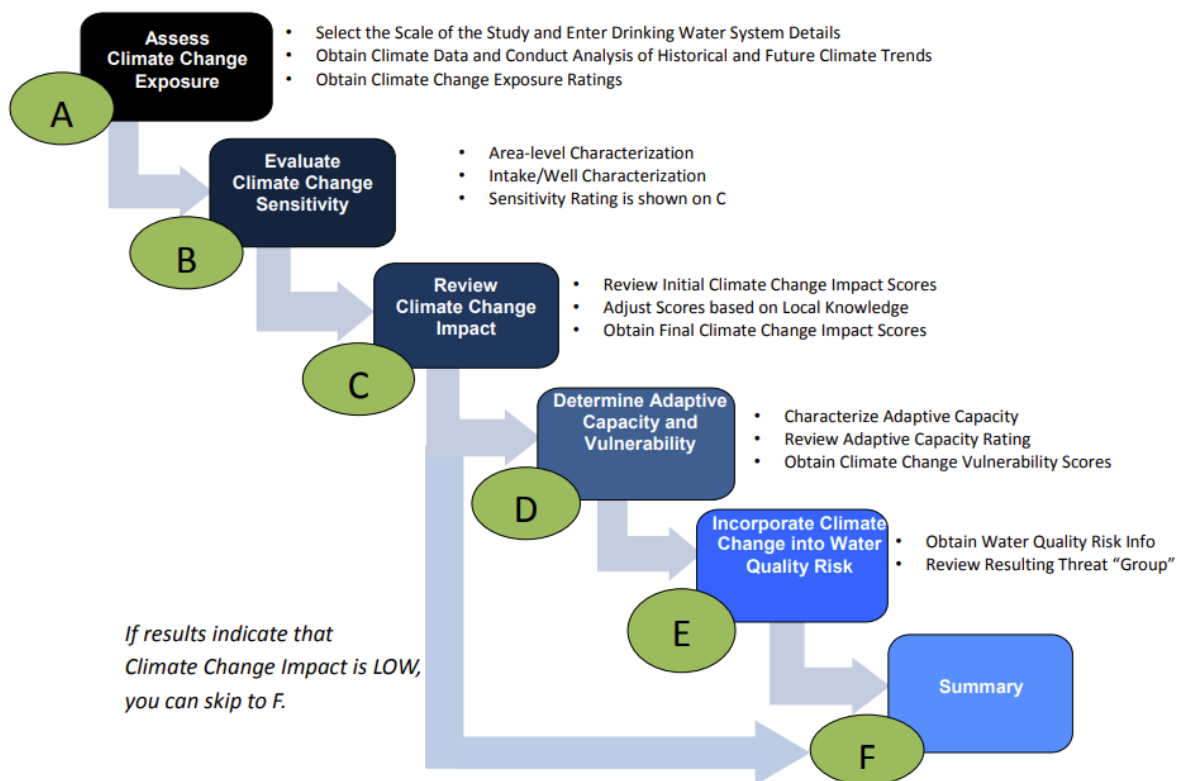 Assess
Climate Change
Exposure
A
• Select the Scale of the Study and Enter Drinking Water System Details
• Obtain Climate Data and Conduct Analysis of Historical and Future Climate Trends
• Obtain Climate Change Exposure Ratings
Evaluate
Climate Change
Sensitivity
B
• Area-level Characterization
• Intake/Well Characterization
• Sensitivity Rating is shown on C
Review
Climate Change
Impact
C
• Review Initial Climate Change Impact Scores
• Adjust Scores based on Local Knowledge
• Obtain Final Climate Change Impact Scores
Determine Adaptive
Capacity and
Vulnerability
D
• Characterize Adaptive Capacity
• Review Adaptive Capacity Rating
• Obtain Climate Change Vulnerability Scores
Incorporate Climate
Change into Water
Quality Risk
E
• Obtain Water Quality Risk Info
• Review Resulting Threat “Group”
If results indicate that
Climate Change Impact is LOW,
you can skip to F.
Summary
F